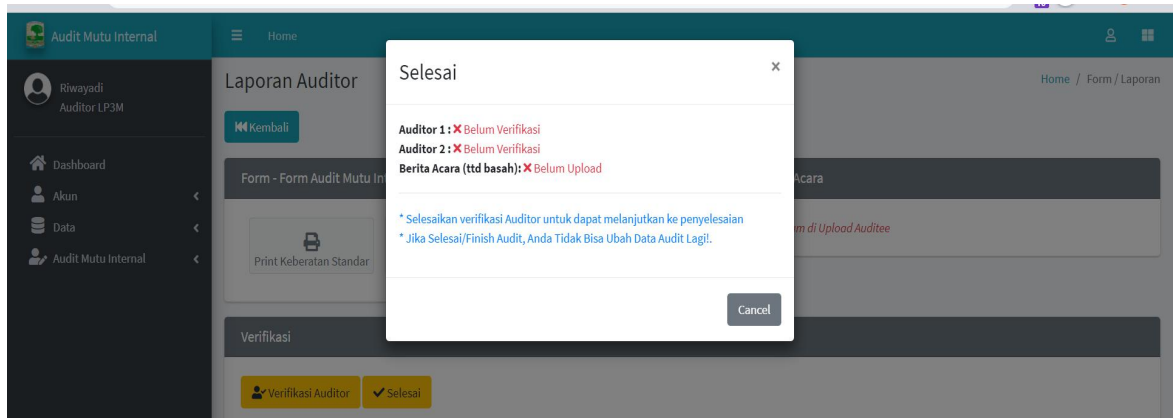 Audit Mutu Internal
Home
Riwayadi
Auditor LP3M
Dashboard
Akun
Data
Audit Mutu Internal
Laporan Auditor
Home / Form / Laporan
Kembali
Form - Form Audit Mutu In
Acara
Print Keberatan Standar
m di Upload Auditee
Selesai
×
Auditor 1 : Belum Verifikasi
Auditor 2 : Belum Verifikasi
Berita Acara (ttd basah): Belum Upload
* Selesaikan verifikasi Auditor untuk dapat melanjutkan ke penyelesaian
* Jika Selesai/Finish Audit, Anda Tidak Bisa Ubah Data Audit Lagi!.
Cancel
Verifikasi
Verifikasi Auditor
Selesai